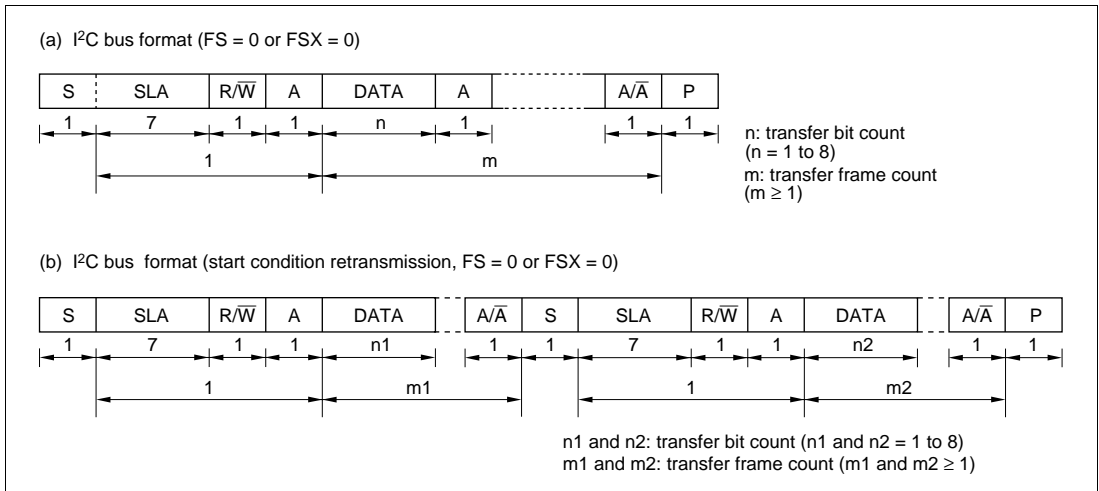 (a) I²C bus format (FS = 0 or FSX = 0)
S SLA R/W̅ A DATA A A/A̅ P
1 7 1 1 n 1 1 1
1 m
n: transfer bit count
(n = 1 to 8)
m: transfer frame count
(m ≥ 1)
(b) I²C bus format (start condition retransmission, FS = 0 or FSX = 0)
S SLA R/W̅ A DATA A/A̅ S SLA R/W̅ A DATA A/A̅ P
1 7 1 1 n1 1 1 7 1 1 n2 1 1
1 m1 1 m2
n1 and n2: transfer bit count (n1 and n2 = 1 to 8)
m1 and m2: transfer frame count (m1 and m2 ≥ 1)